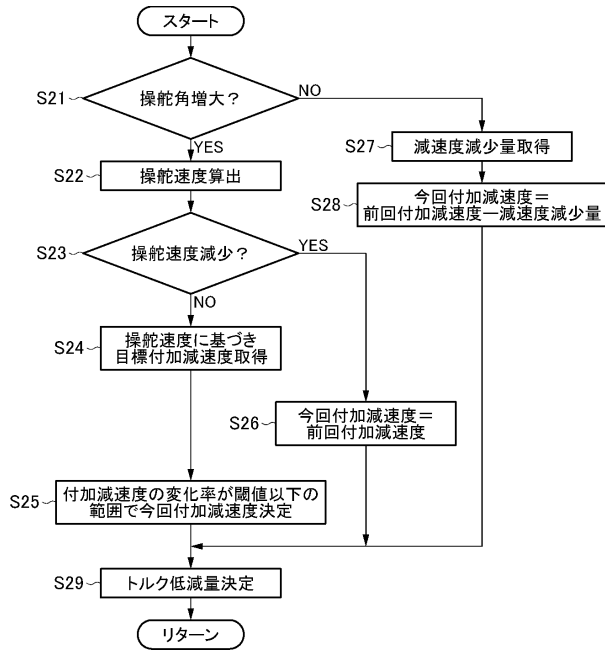 スタート
S21
操舵角増大？
NO
YES
S27
減速度減少量取得
S22
操舵速度算出
S28
今回付加減速度＝
前回付加減速度－減速度減少量
S23
操舵速度減少？
YES
NO
S24
操舵速度に基づき
目標付加減速度取得
S26
今回付加減速度＝
前回付加減速度
S25
付加減速度の変化率が閾値以下の
範囲で今回付加減速度決定
S29
トルク低減量決定
リターン